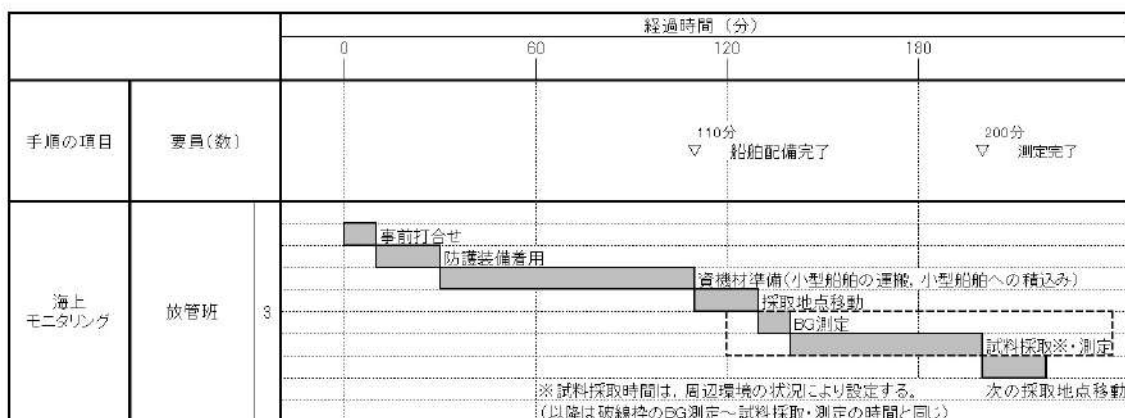 経過時間（分）
0 60 120 180
手順の項目 要員(数)
110分 200分
▽ 船舶配備完了 ▽ 測定完了
事前打合せ
防護装備着用
資機材準備(小型船舶の運搬, 小型船舶への積込み)
海上
モニタリング
放管班 3
採取地点移動
BG測定
試料採取※・測定
※試料採取時間は, 周辺環境の状況により設定する。 次の採取地点移動
(以降は破線枠のBG測定～試料採取・測定の時間と同じ)